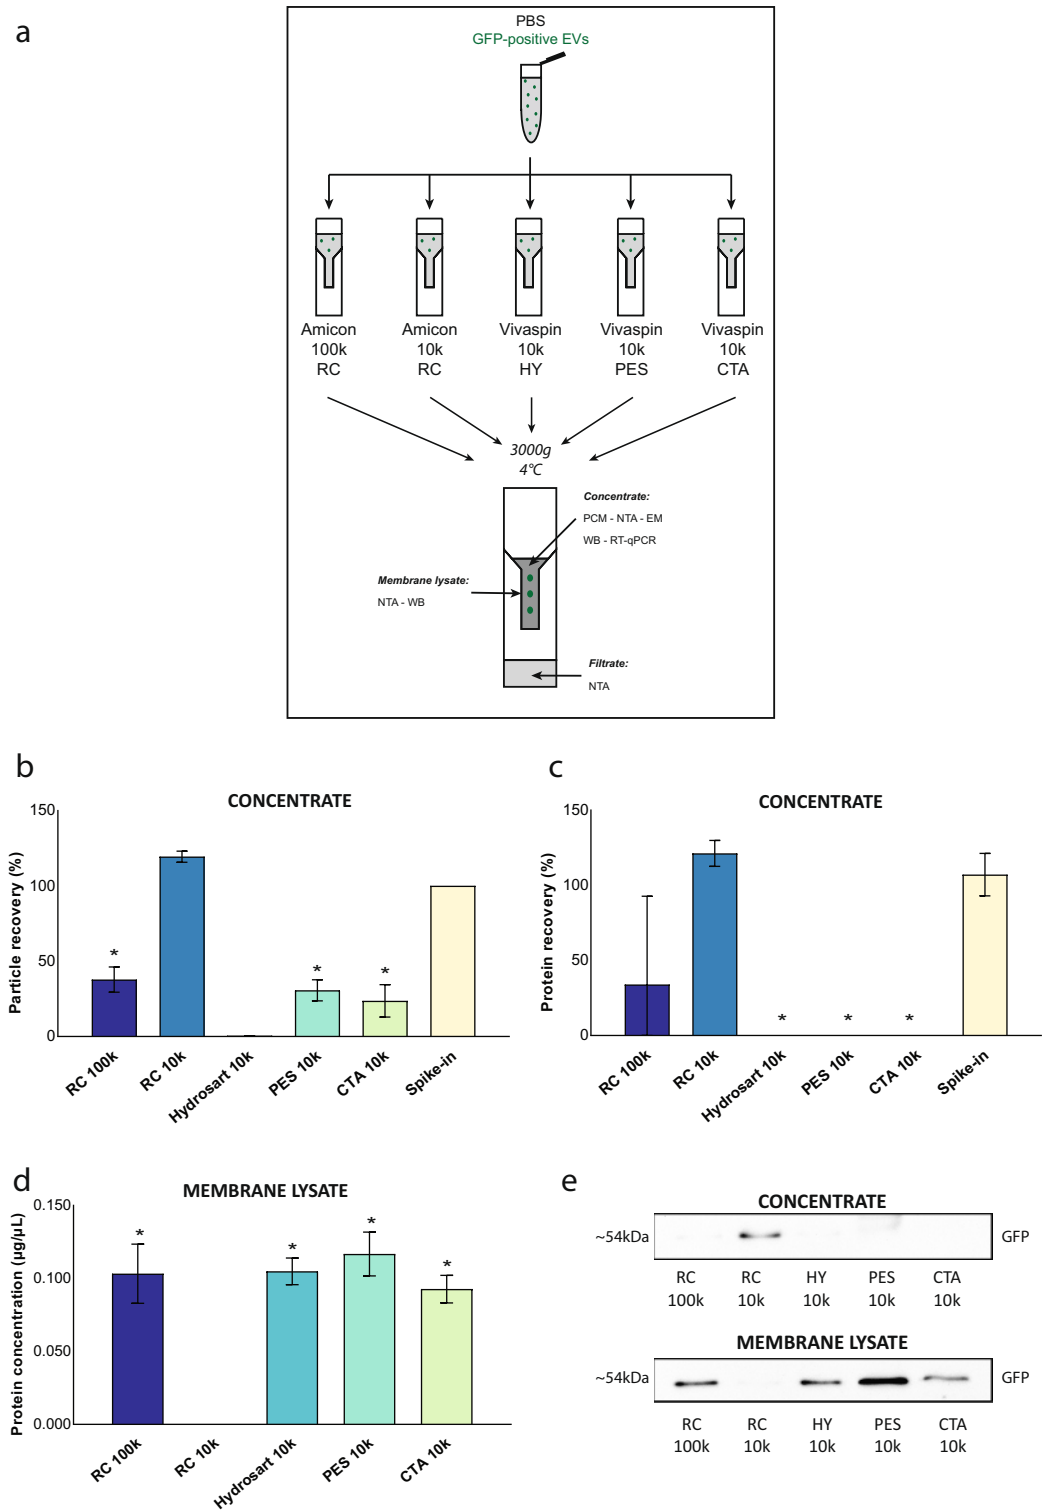 a
PBS
GFP-positive EVs
Amicon
100k
RC
Amicon
10k
RC
Vivaspin
10k
HY
Vivaspin
10k
PES
Vivaspin
10k
CTA
3000g
4°C
Concentrate:
PCM - NTA - EM
WB - RT-qPCR
Membrane lysate:
NTA - WB
Filtrate:
NTA
b
CONCENTRATE
Particle recovery (%)
150
100
50
0
*
*
*
RC 100k
RC 10k
Hydrosart 10k
PES 10k
CTA 10k
Spike-in
c
CONCENTRATE
Protein recovery (%)
150
100
50
0
*
*
*
RC 100k
RC 10k
Hydrosart 10k
PES 10k
CTA 10k
Spike-in
d
MEMBRANE LYSATE
Protein concentration (µg/µL)
0.150
0.100
0.050
0.000
*
*
*
*
RC 100k
RC 10k
Hydrosart 10k
PES 10k
CTA 10k
e
CONCENTRATE
~54kDa
GFP
RC RC HY PES CTA
100k 10k 10k 10k 10k
MEMBRANE LYSATE
~54kDa
GFP
RC RC HY PES CTA
100k 10k 10k 10k 10k